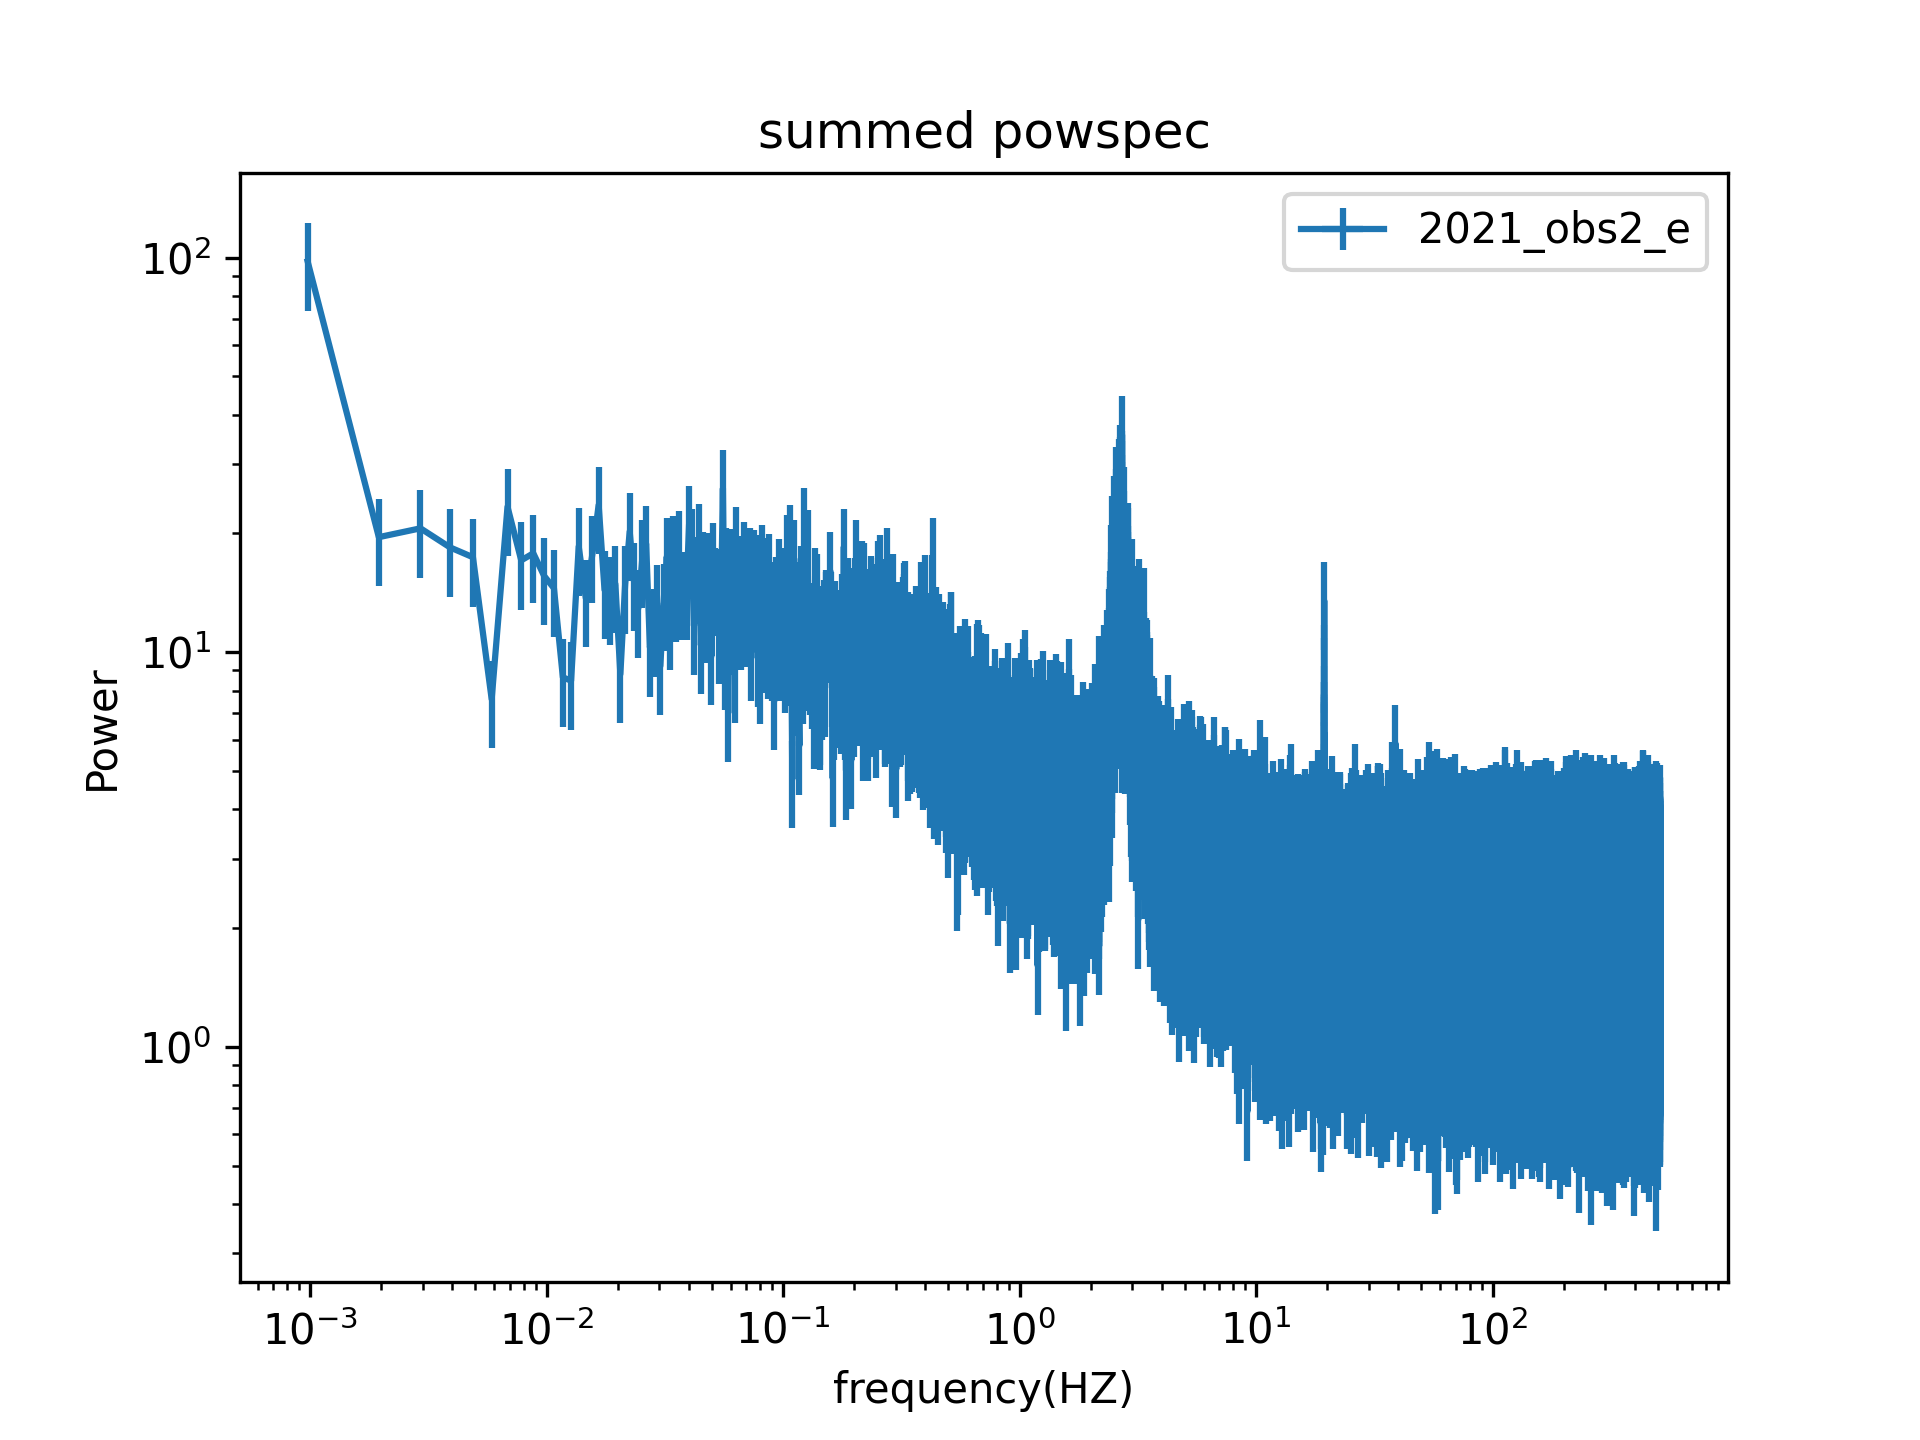 summed powspec
2021_obs2_e
10²
10¹
10⁰
Power
10⁻³ 10⁻² 10⁻¹ 10⁰ 10¹ 10²
frequency(HZ)